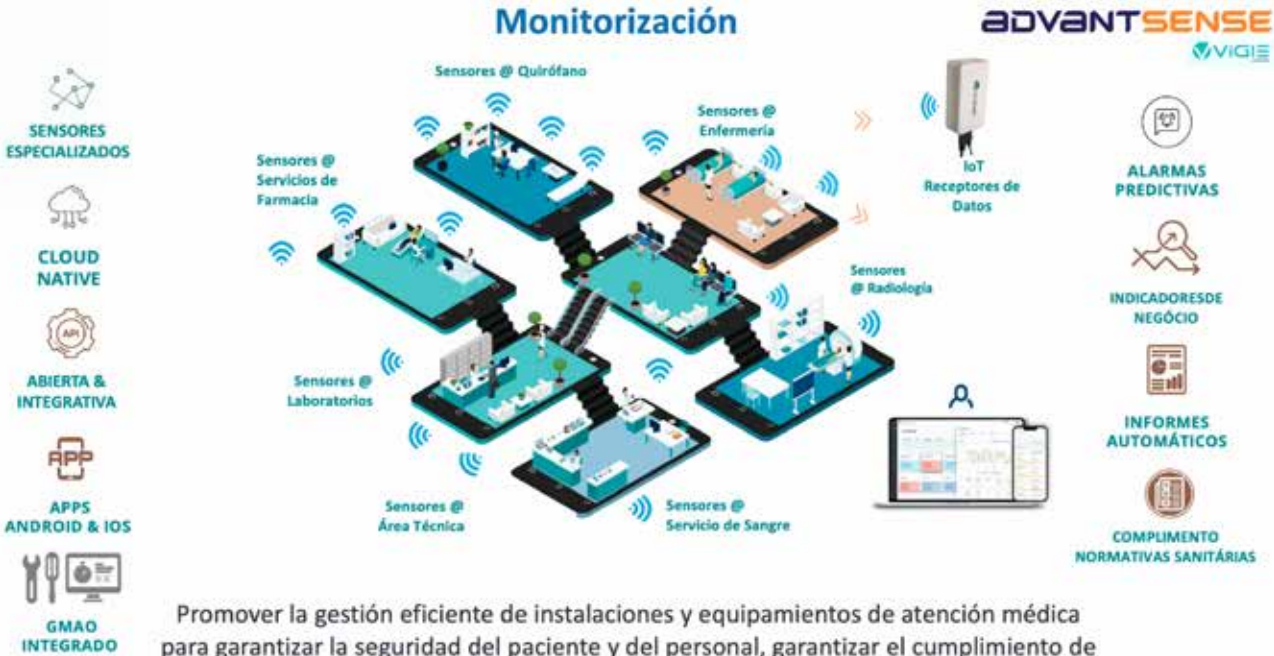 Monitorización
ADVANTSENSE
VIGIE
SENSORES
ESPECIALIZADOS
CLOUD
NATIVE
API
ABIERTA &
INTEGRATIVA
APP
APPS
ANDROID & IOS
GMAO
INTEGRADO
Sensores @ Quirófano
Sensores @
Enfermería
Sensores @
Servicios de
Farmacia
IoT
Receptores de
Datos
Sensores
@ Radiología
Sensores @
Laboratorios
Sensores @
Área Técnica
Sensores @
Servicio de Sangre
ALARMAS
PREDICTIVAS
INDICADORESDE
NEGÓCIO
INFORMES
AUTOMÁTICOS
COMPLIMENTO
NORMATIVAS SANITÁRIAS
Promover la gestión eficiente de instalaciones y equipamientos de atención médica
para garantizar la seguridad del paciente y del personal, garantizar el cumplimiento de